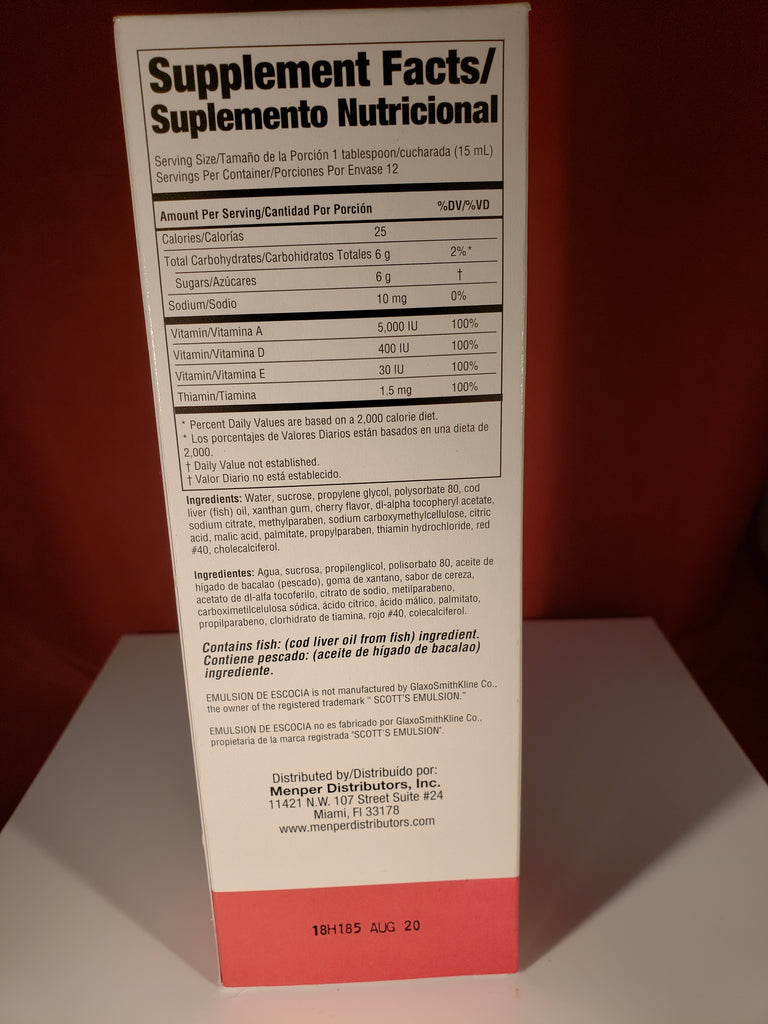 Supplement Facts/
Suplemento Nutricional
Serving Size/Tamaño de la Porción 1 tablespoon/cucharada (15 mL)
Servings Per Container/Porciones Por Envase 12
Amount Per Serving/Cantidad Por Porción %DV/%VD
Calories/Calorías 25
Total Carbohydrates/Carbohidratos Totales 6 g 2%*
Sugars/Azúcares 6 g †
Sodium/Sodio 10 mg 0%
Vitamin/Vitamina A 5,000 IU 100%
Vitamin/Vitamina D 400 IU 100%
Vitamin/Vitamina E 30 IU 100%
Thiamin/Tiamina 1.5 mg 100%
* Percent Daily Values are based on a 2,000 calorie diet.
* Los porcentajes de Valores Diarios están basados en una dieta de
2,000.
† Daily Value not established.
† Valor Diario no está establecido.
Ingredients: Water, sucrose, propylene glycol, polysorbate 80, cod
liver (fish) oil, xanthan gum, cherry flavor, dl-alpha tocopheryl acetate,
sodium citrate, methylparaben, sodium carboxymethylcellulose, citric
acid, malic acid, palmitate, propylparaben, thiamin hydrochloride, red
#40, cholecalciferol.
Ingredientes: Agua, sucrosa, propilenglicol, polisorbato 80, aceite de
hígado de bacalao (pescado), goma de xantano, sabor de cereza,
acetato de dl-alfa tocoferilo, citrato de sodio, metilparabeno,
carboximetilcelulosa sódica, ácido cítrico, ácido málico, palmitato,
propilparabeno, clorhidrato de tiamina, rojo #40, colecalciferol.
Contains fish: (cod liver oil from fish) ingredient.
Contiene pescado: (aceite de hígado de bacalao)
ingrediente.
EMULSION DE ESCOCIA is not manufactured by GlaxoSmithKline Co.,
the owner of the registered trademark " SCOTT'S EMULSION."
EMULSION DE ESCOCIA no es fabricado por GlaxoSmithKline Co.,
propietaria de la marca registrada "SCOTT'S EMULSION".
Distributed by/Distribuído por:
Menper Distributors, Inc.
11421 N.W. 107 Street Suite #24
Miami, Fl 33178
www.menperdistributors.com
18H185 AUG 20